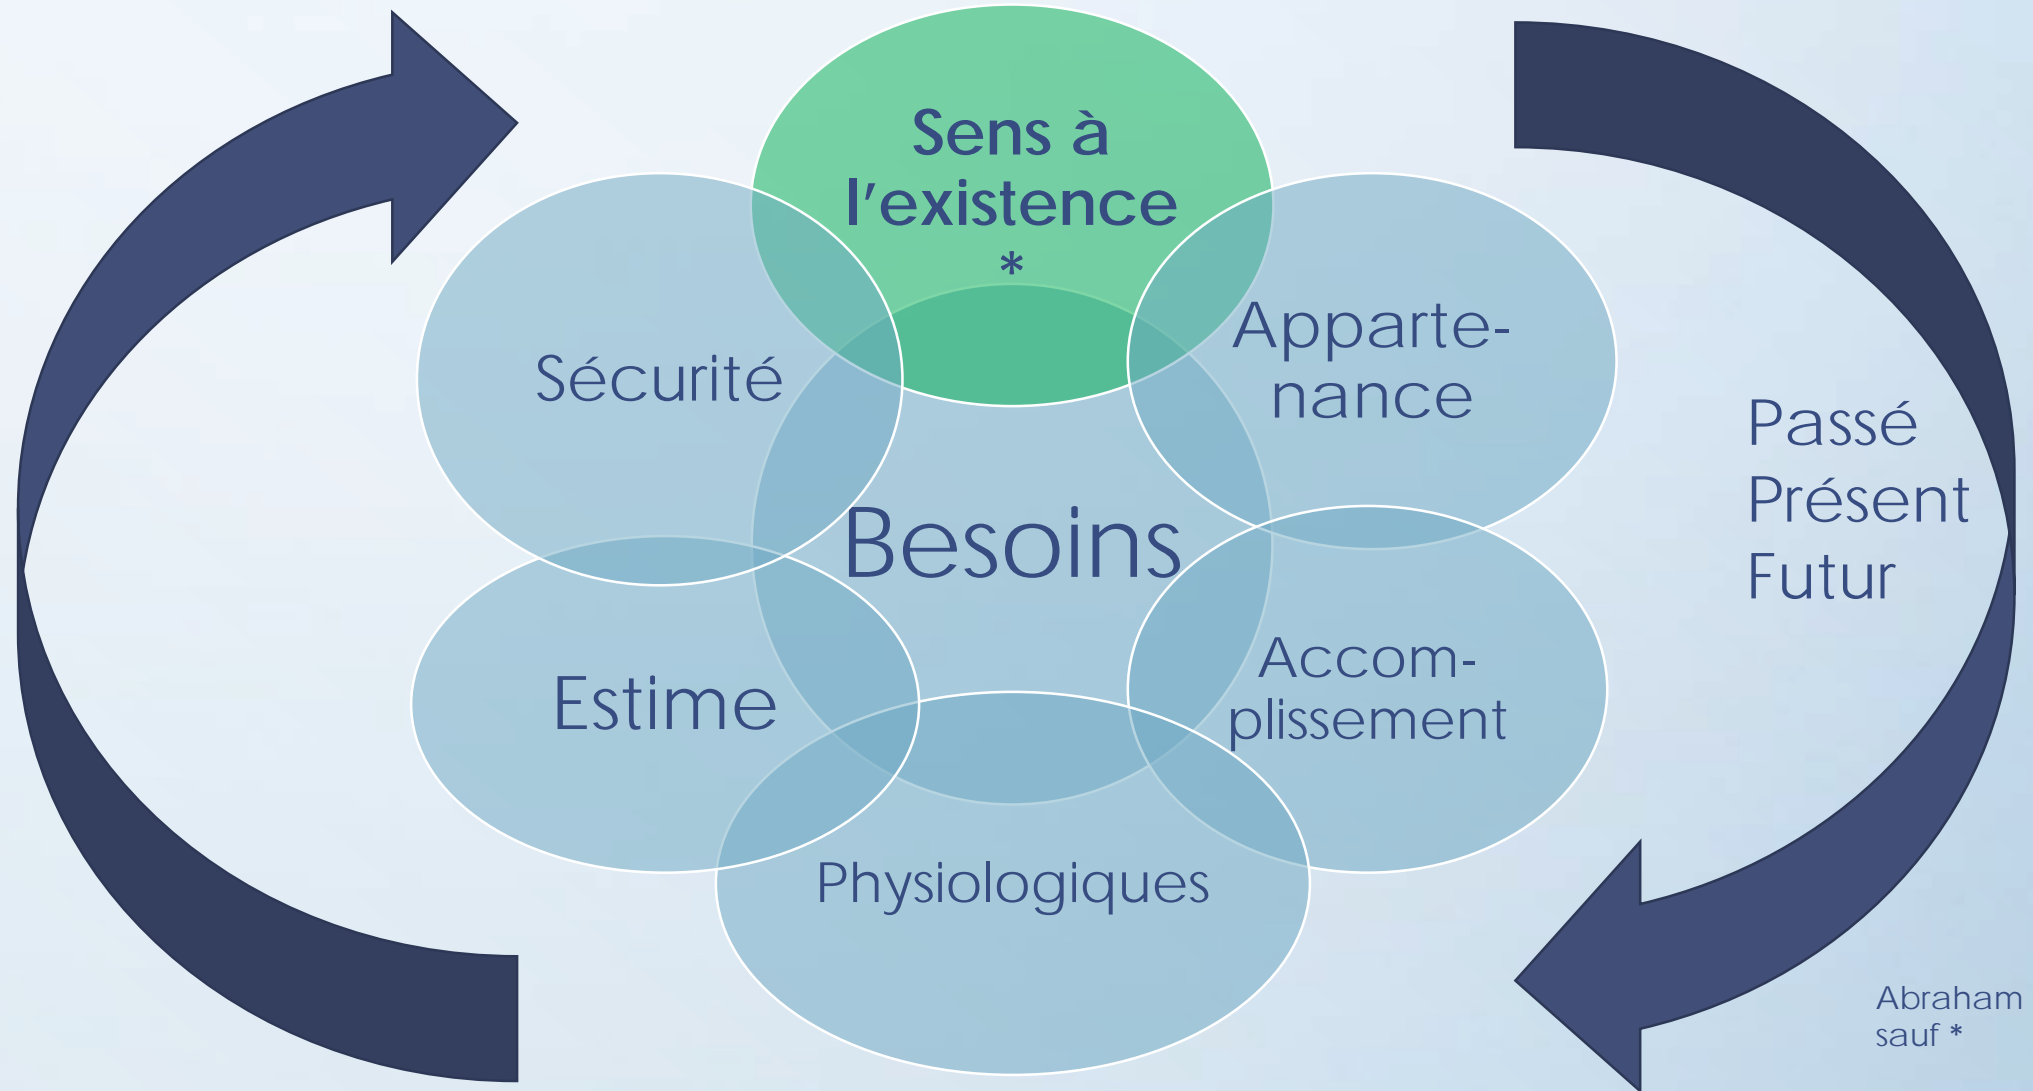 Sens à
l'existence
*
Apparte-
nance
Sécurité
Besoins
Passé
Présent
Futur
Estime
Accom-
plissement
Physiologiques
Abraham
sauf *